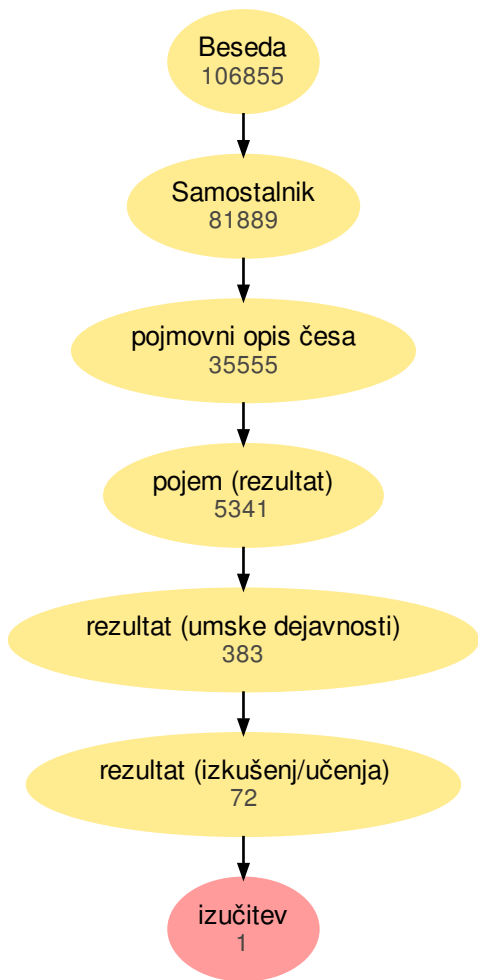 Beseda
106855
Samostalnik
81889
pojmovni opis česa
35555
pojem (rezultat)
5341
rezultat (umske dejavnosti)
383
rezultat (izkušenj/učenja)
72
izučitev
1